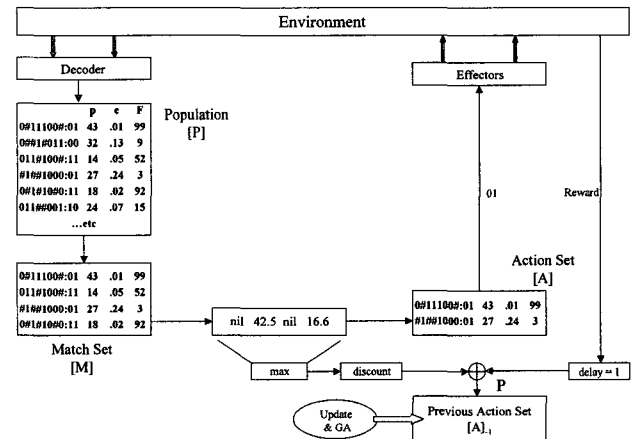 Environment
Decoder
Effectors
p e F
0#11100#:01 43 .01 99
0##1#011:00 32 .13 9
011#100#:11 14 .05 52
#1##1000:01 27 .24 3
0#1#10#0:11 18 .02 92
011##001:10 24 .07 15
...etc
Population
[P]
01
Reward
0#11100#:01 43 .01 99
011#100#:11 14 .05 52
#1##1000:01 27 .24 3
0#1#10#0:11 18 .02 92
Match Set
[M]
nil 42.5 nil 16.6
Action Set
[A]
0#11100#:01 43 .01 99
#1##1000:01 27 .24 3
max
discount
P
delay = 1
Update
& GA
Previous Action Set
[A]-1